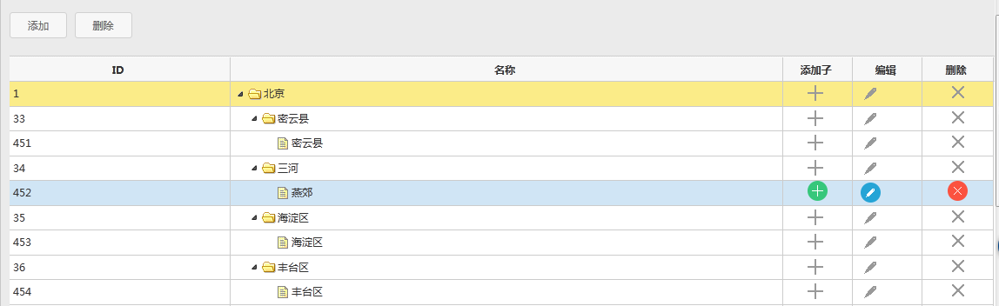 添加 删除
ID 名称 添加子 编辑 删除
1 北京
33 密云县
451 密云县
34 三河
452 燕郊
35 海淀区
453 海淀区
36 丰台区
454 丰台区